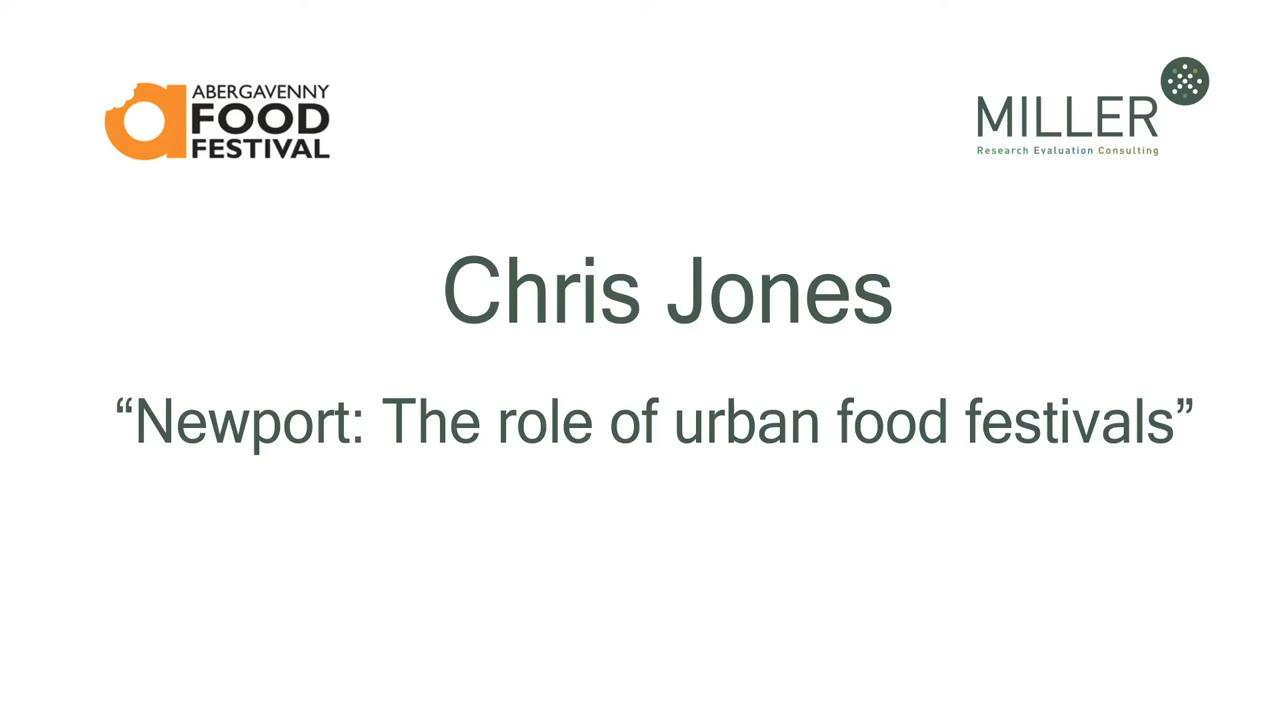 ABERGAVENNY
FOOD
FESTIVAL
MILLER
Research Evaluation Consulting
Chris Jones
“Newport: The role of urban food festivals”